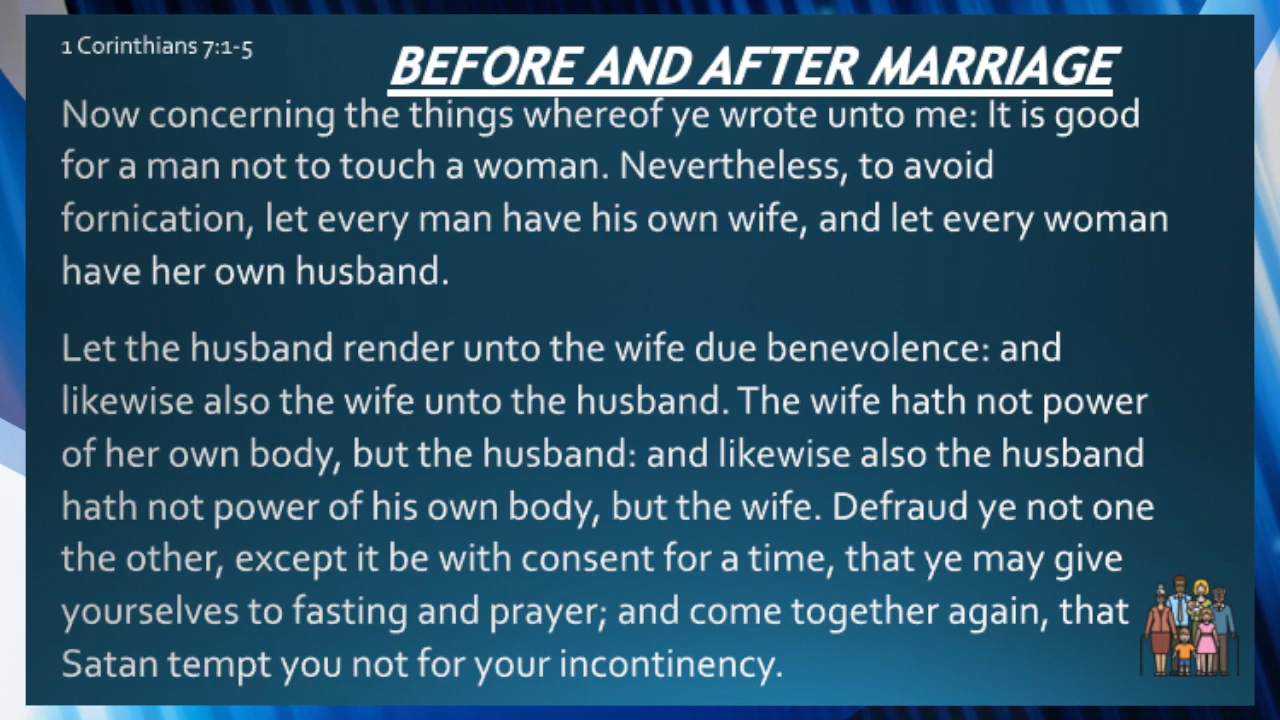 1 Corinthians 7:1-5
BEFORE AND AFTER MARRIAGE
Now concerning the things whereof ye wrote unto me: It is good
for a man not to touch a woman. Nevertheless, to avoid
fornication, let every man have his own wife, and let every woman
have her own husband.
Let the husband render unto the wife due benevolence: and
likewise also the wife unto the husband. The wife hath not power
of her own body, but the husband: and likewise also the husband
hath not power of his own body, but the wife. Defraud ye not one
the other, except it be with consent for a time, that ye may give
yourselves to fasting and prayer; and come together again, that
Satan tempt you not for your incontinency.